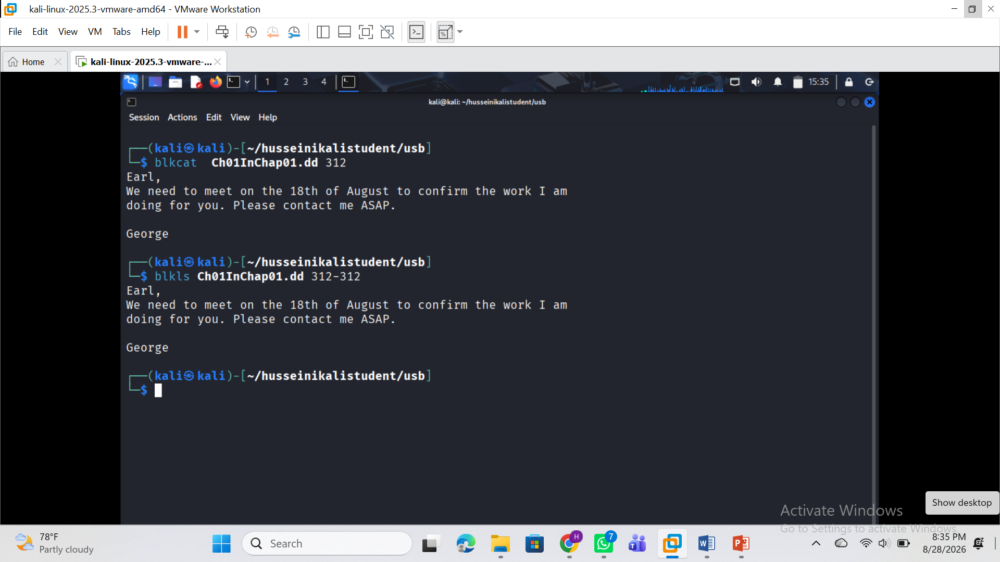 kali-linux-2025.3-vmware-amd64 - VMware Workstation
File Edit View VM Tabs Help
Home
kali-linux-2025.3-vmware-...
1 2 3 4
15:35
kali@kali: ~/husseinikalistudent/usb
Session Actions Edit View Help
┌──(kali㉿kali)-[~/husseinikalistudent/usb]
└─$ blkcat  Ch01InChap01.dd 312
Earl,
We need to meet on the 18th of August to confirm the work I am
doing for you. Please contact me ASAP.
George
┌──(kali㉿kali)-[~/husseinikalistudent/usb]
└─$ blkls Ch01InChap01.dd 312-312
Earl,
We need to meet on the 18th of August to confirm the work I am
doing for you. Please contact me ASAP.
George
┌──(kali㉿kali)-[~/husseinikalistudent/usb]
└─$
Show desktop
Activate Windows
Go to Settings to activate Windows.
78°F
Partly cloudy
Search
H
7
8:35 PM
8/28/2026